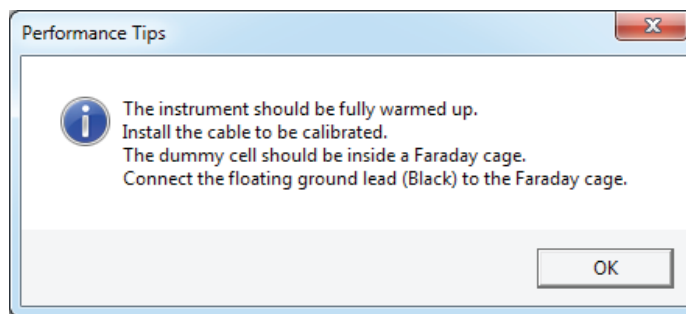 Performance Tips
The instrument should be fully warmed up.
Install the cable to be calibrated.
The dummy cell should be inside a Faraday cage.
Connect the floating ground lead (Black) to the Faraday cage.
OK